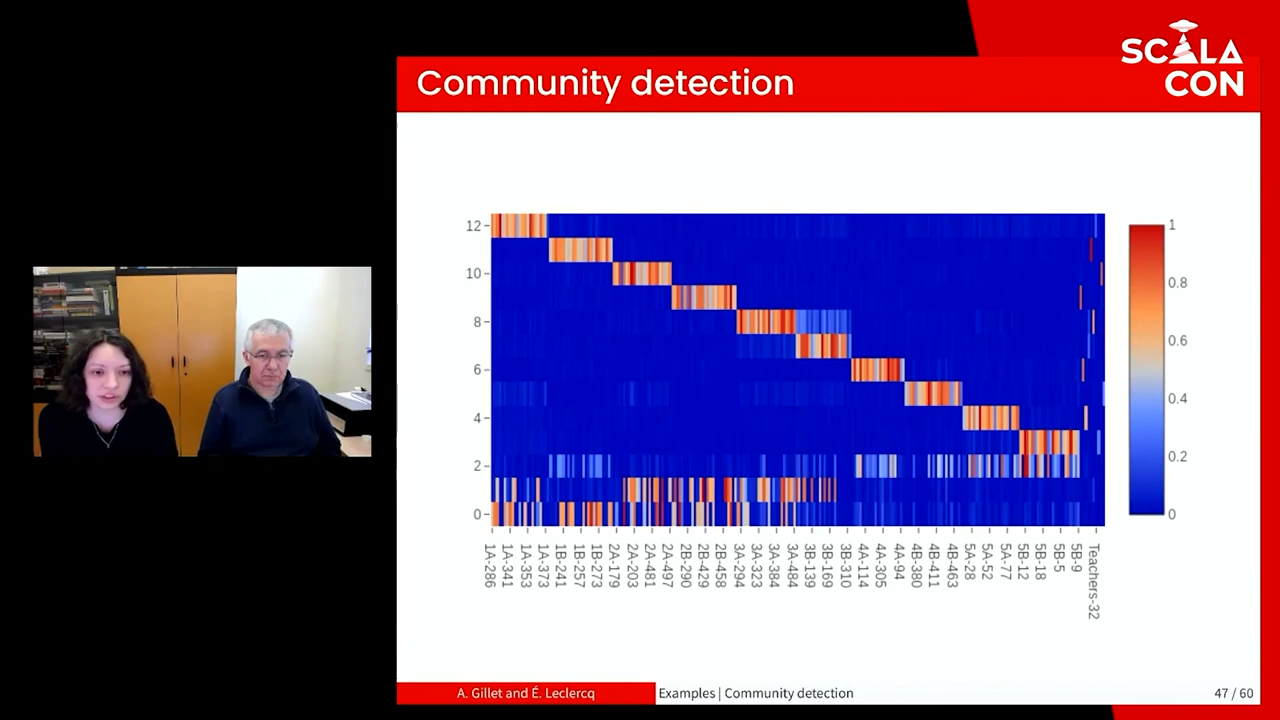 SCALA
CON
Community detection
12
10
8
6
4
2
0
1
0.8
0.6
0.4
0.2
0
1A-286
1A-341
1A-353
1A-373
1B-241
1B-257
1B-273
2A-179
2A-203
2A-481
2A-497
2B-290
2B-429
2B-458
3A-294
3A-323
3A-384
3A-484
3B-139
3B-169
3B-310
4A-114
4A-305
4A-94
4B-380
4B-411
4B-463
5A-28
5A-52
5A-77
5B-12
5B-18
5B-5
5B-9
Teachers-32
A. Gillet and É. Leclercq
Examples | Community detection
47 / 60